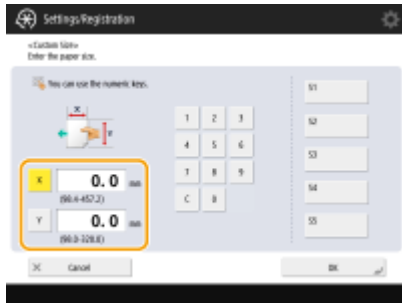 Settings/Registration
<Custom Size>
Enter the paper size.
You can use the numeric keys.
X
Y
1 2 3
4 5 6
7 8 9
C 0
X 0. 0 mm
(98.4-457.2)
Y 0. 0 mm
(98.0-320.0)
S1
S2
S3
S4
S5
Cancel
OK